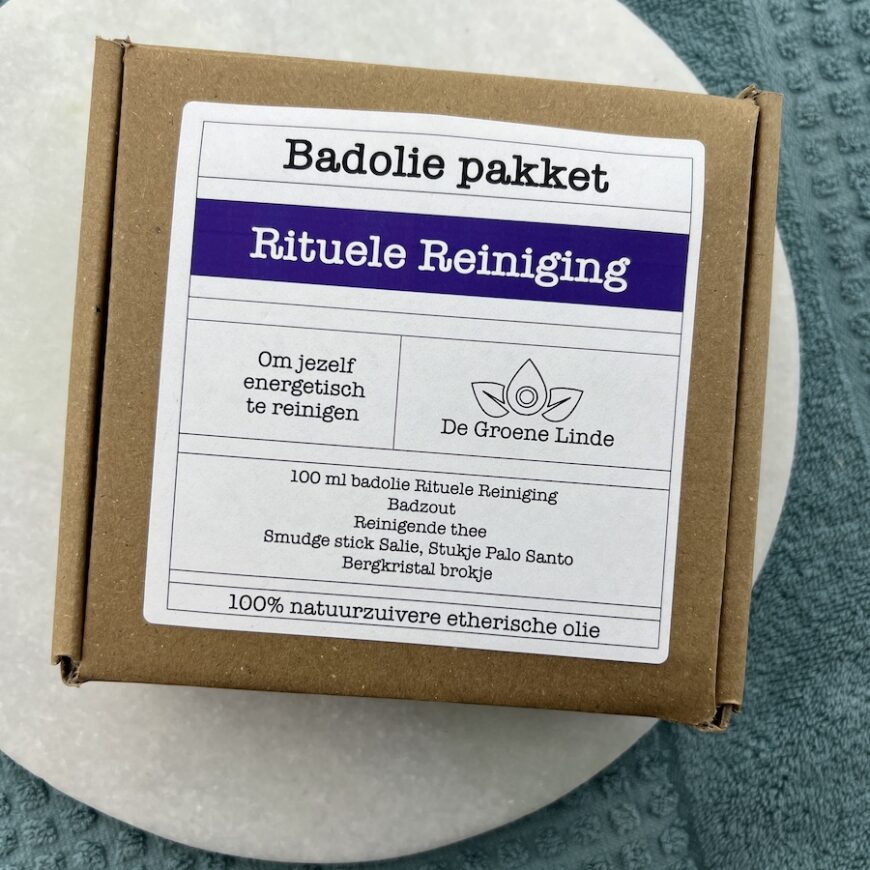 Badolie pakket
Rituele Reiniging
Om jezelf
energetisch
te reinigen
De Groene Linde
100 ml badolie Rituele Reiniging
Badzout
Reinigende thee
Smudge stick Salie, Stukje Palo Santo
Bergkristal brokje
100% natuurzuivere etherische olie